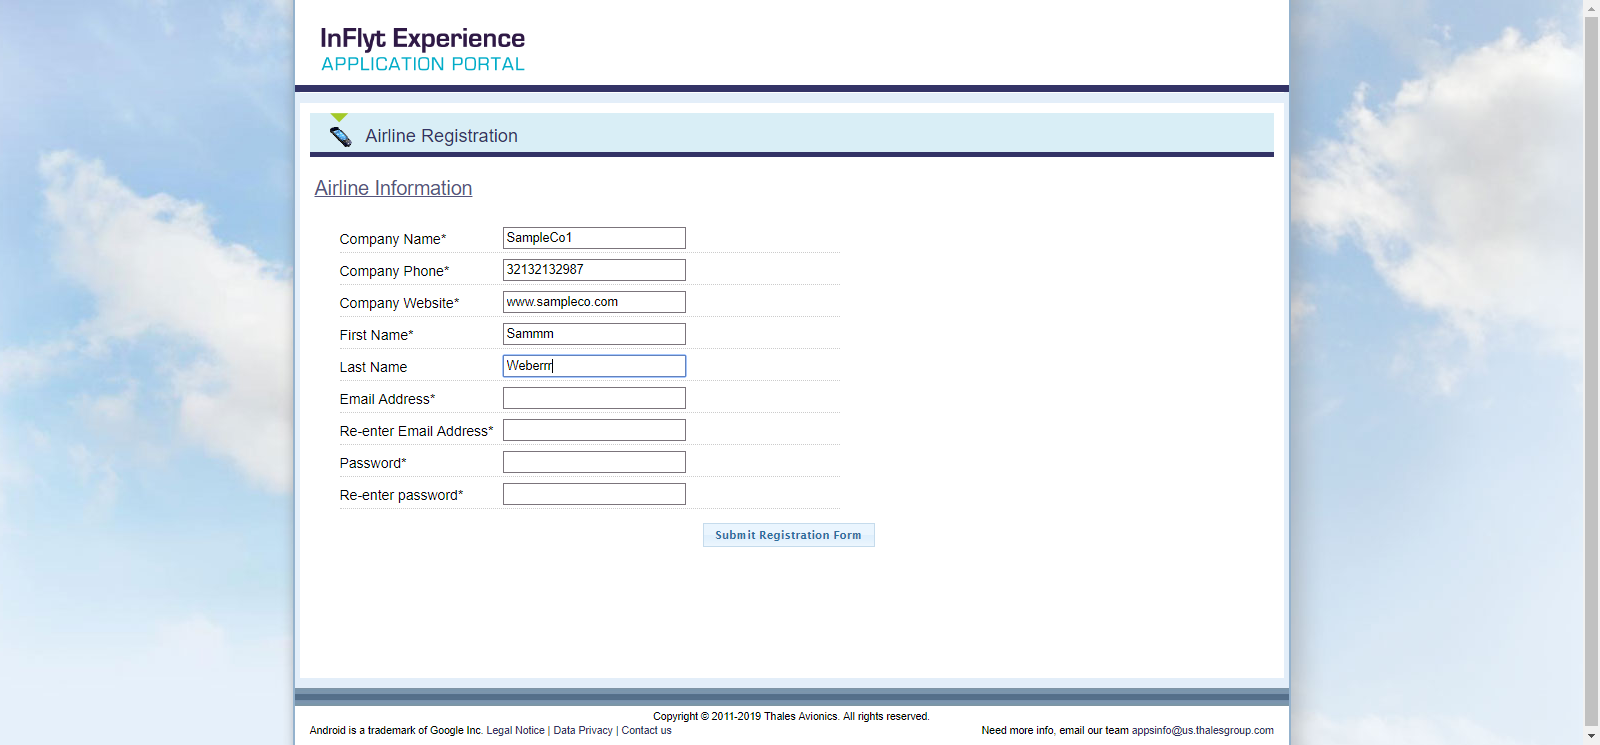 InFlyt Experience
APPLICATION PORTAL
Airline Registration
Airline Information
Company Name* SampleCo1
Company Phone* 32132132987
Company Website* www.sampleco.com
First Name* Sammm
Last Name Weberrr
Email Address*
Re-enter Email Address*
Password*
Re-enter password*
Submit Registration Form
Copyright © 2011-2019 Thales Avionics. All rights reserved.
Android is a trademark of Google Inc. Legal Notice | Data Privacy | Contact us Need more info, email our team appsinfo@us.thalesgroup.com